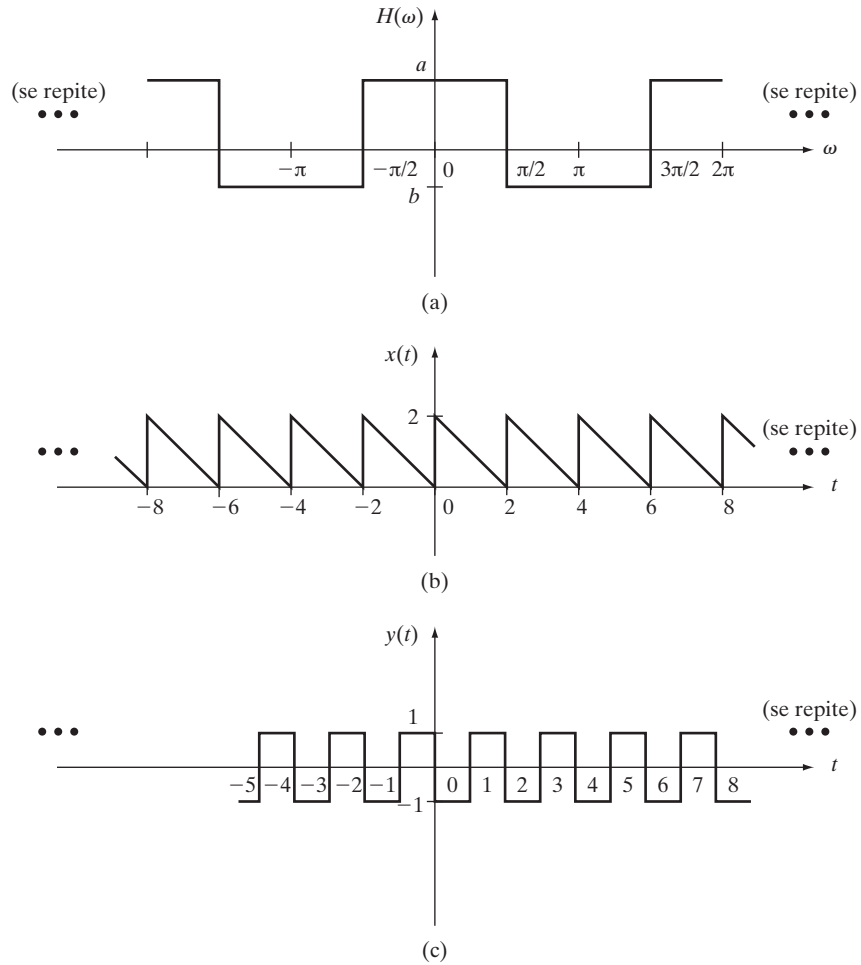 H(ω)
a
(se repite)
(se repite)
−π
−π/2
0
π/2
π
3π/2
2π
ω
b
(a)
x(t)
2
(se repite)
−8
−6
−4
−2
0
2
4
6
8
t
(b)
y(t)
1
(se repite)
−5
−4
−3
−2
−1
0
1
2
3
4
5
6
7
8
t
−1
(c)